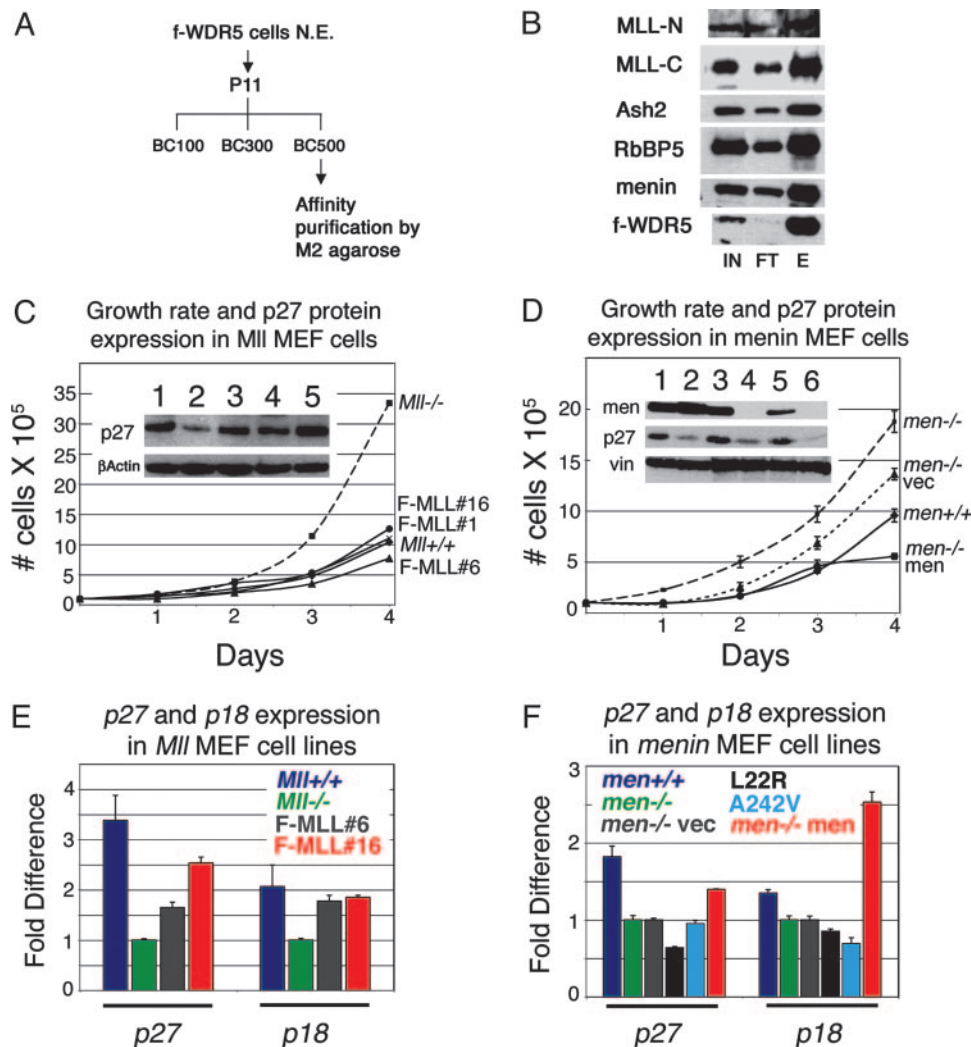 A
f-WDR5 cells N.E.
P11
BC100 BC300 BC500
Affinity
purification by
M2 agarose
B
MLL-N
MLL-C
Ash2
RbBP5
menin
f-WDR5
IN FT E
C
Growth rate and p27 protein
expression in Mll MEF cells
# cells X 10⁵
35
30
25
20
15
10
5
0
1 2 3 4 5
p27
βActin
Mll-/-
F-MLL#16
F-MLL#1
Mll+/+
F-MLL#6
1 2 3 4
Days
D
Growth rate and p27 protein
expression in menin MEF cells
# cells X 10⁵
20
15
10
5
0
1 2 3 4 5 6
men
p27
vin
men-/-
men-/-
vec
men+/+
men-/-
men
1 2 3 4
Days
E
p27 and p18 expression
in Mll MEF cell lines
Fold Difference
4
3
2
1
0
Mll+/+
Mll-/-
F-MLL#6
F-MLL#16
p27 p18
F
p27 and p18 expression
in menin MEF cell lines
Fold Difference
3
2
1
0
men+/+ L22R
men-/- A242V
men-/- vec men-/- men
p27 p18